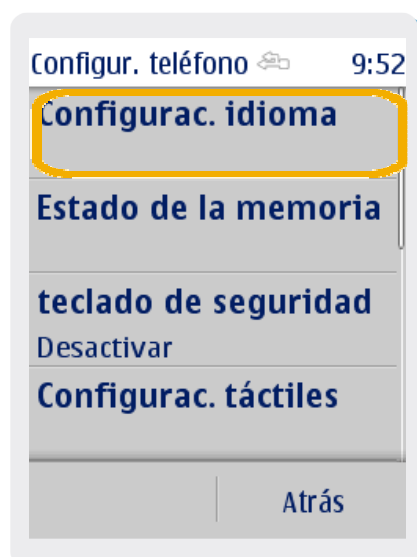 Configur. teléfono 9:52
Configurac. idioma
Estado de la memoria
teclado de seguridad
Desactivar
Configurac. táctiles
Atrás